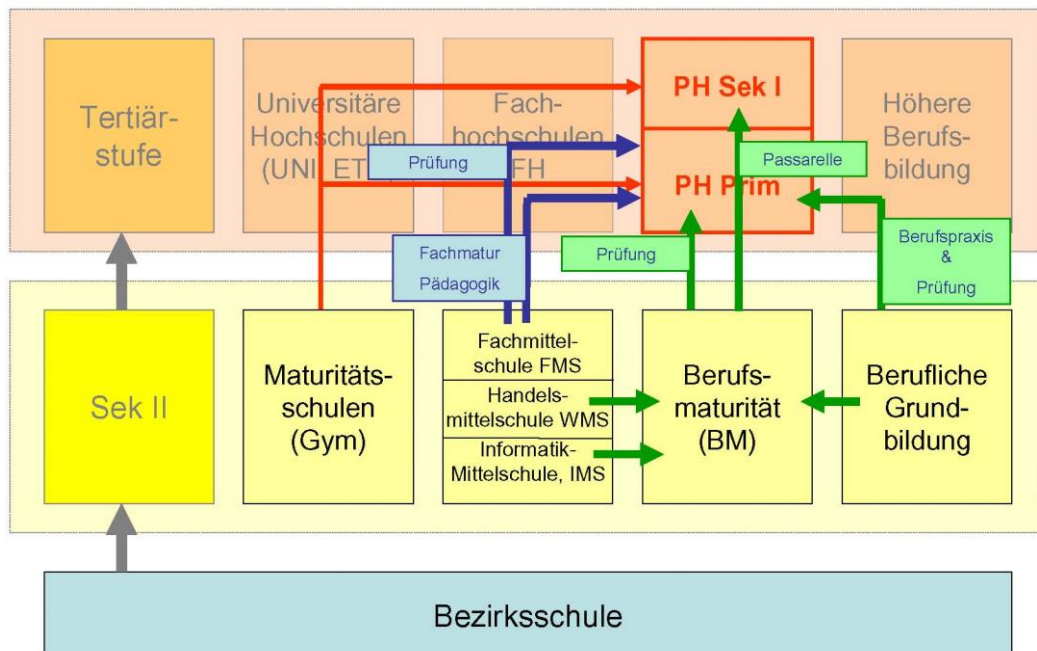 Tertiär-
stufe
Universitäre
Hochschulen
(UNI, ET
Fach-
hochschulen
FH
PH Sek I
PH Prim
Höhere
Berufs-
bildung
Prüfung
Passarelle
Fachmatur
Pädagogik
Prüfung
Berufspraxis
&
Prüfung
Sek II
Maturitäts-
schulen
(Gym)
Fachmittel-
schule FMS
Handels-
mittelschule WMS
Informatik-
Mittelschule, IMS
Berufs-
maturität
(BM)
Berufliche
Grund-
bildung
Bezirksschule